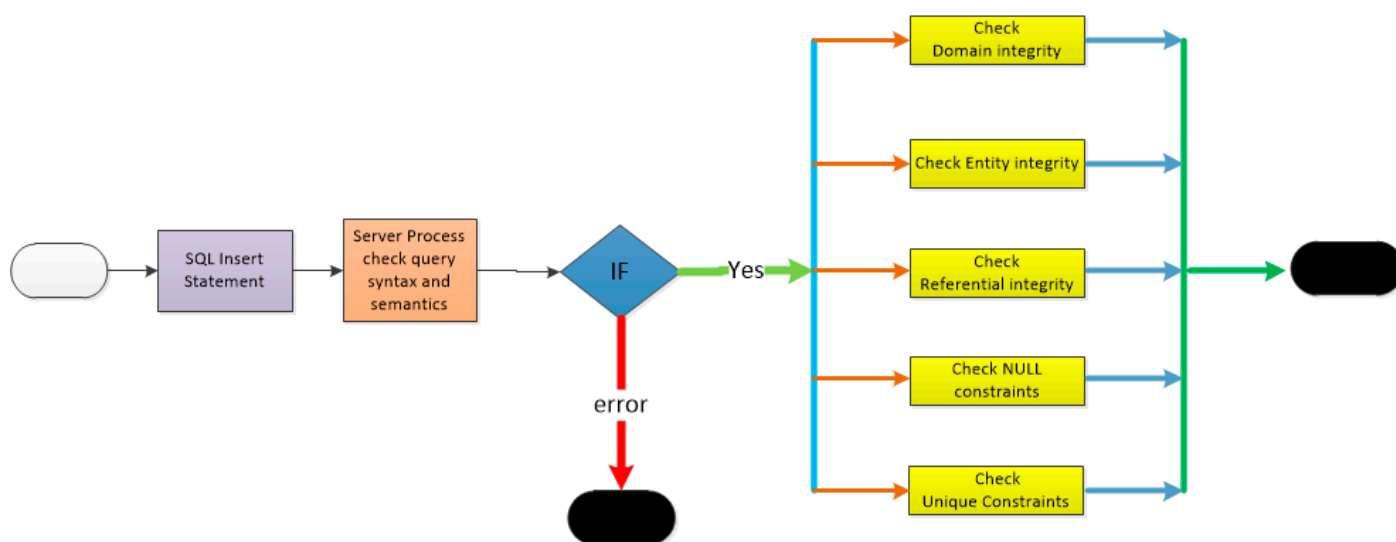 SQL Insert
Statement
Server Process
check query
syntax and
semantics
IF
Yes
error
Check
Domain integrity
Check Entity integrity
Check
Referential integrity
Check NULL
constraints
Check
Unique Constraints